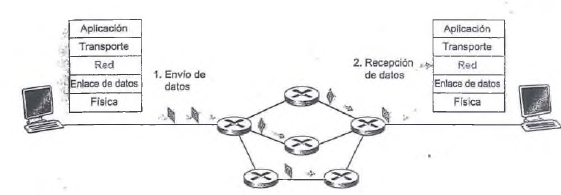 Aplicación
Transporte
Red
Enlace de datos
Física
1. Envío de
datos
2. Recepción
de datos
Aplicación
Transporte
Red
Enlace de datos
Física